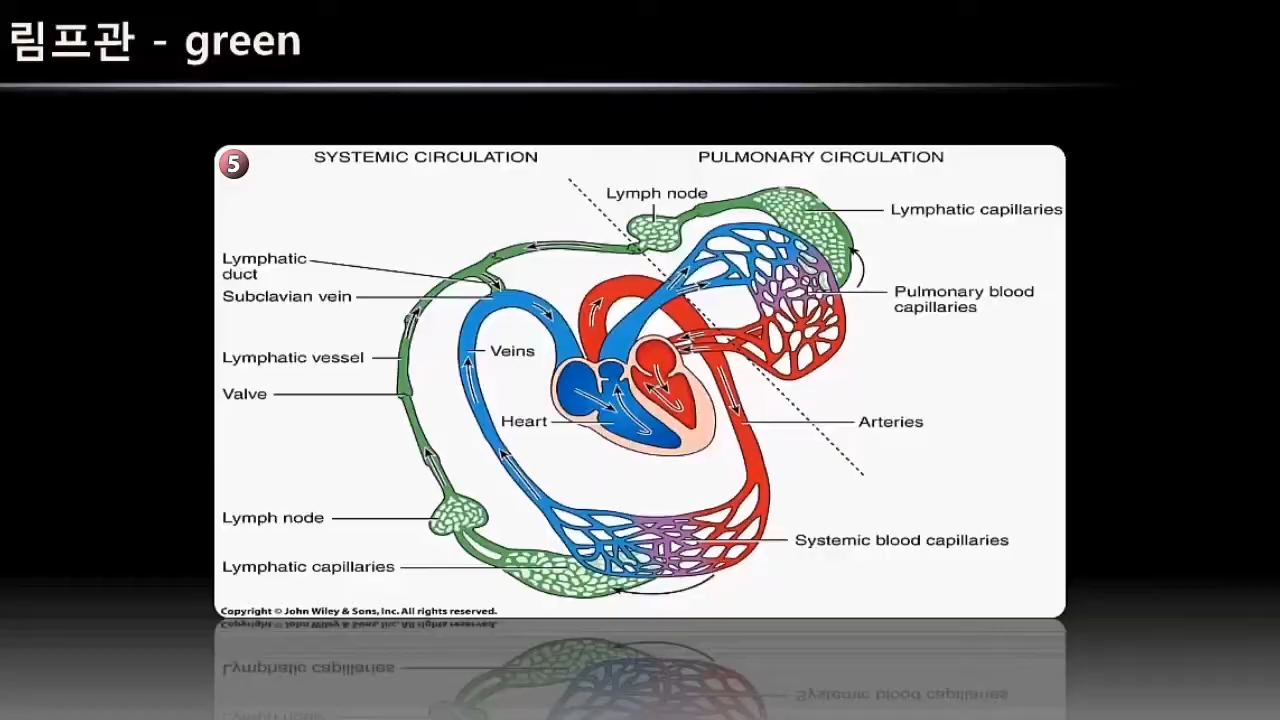 림프관 - green
5
SYSTEMIC CIRCULATION
PULMONARY CIRCULATION
Lymph node
Lymphatic capillaries
Lymphatic
duct
Subclavian vein
Pulmonary blood
capillaries
Veins
Lymphatic vessel
Valve
Heart
Arteries
Lymph node
Systemic blood capillaries
Lymphatic capillaries
Copyright © John Wiley & Sons, Inc. All rights reserved.